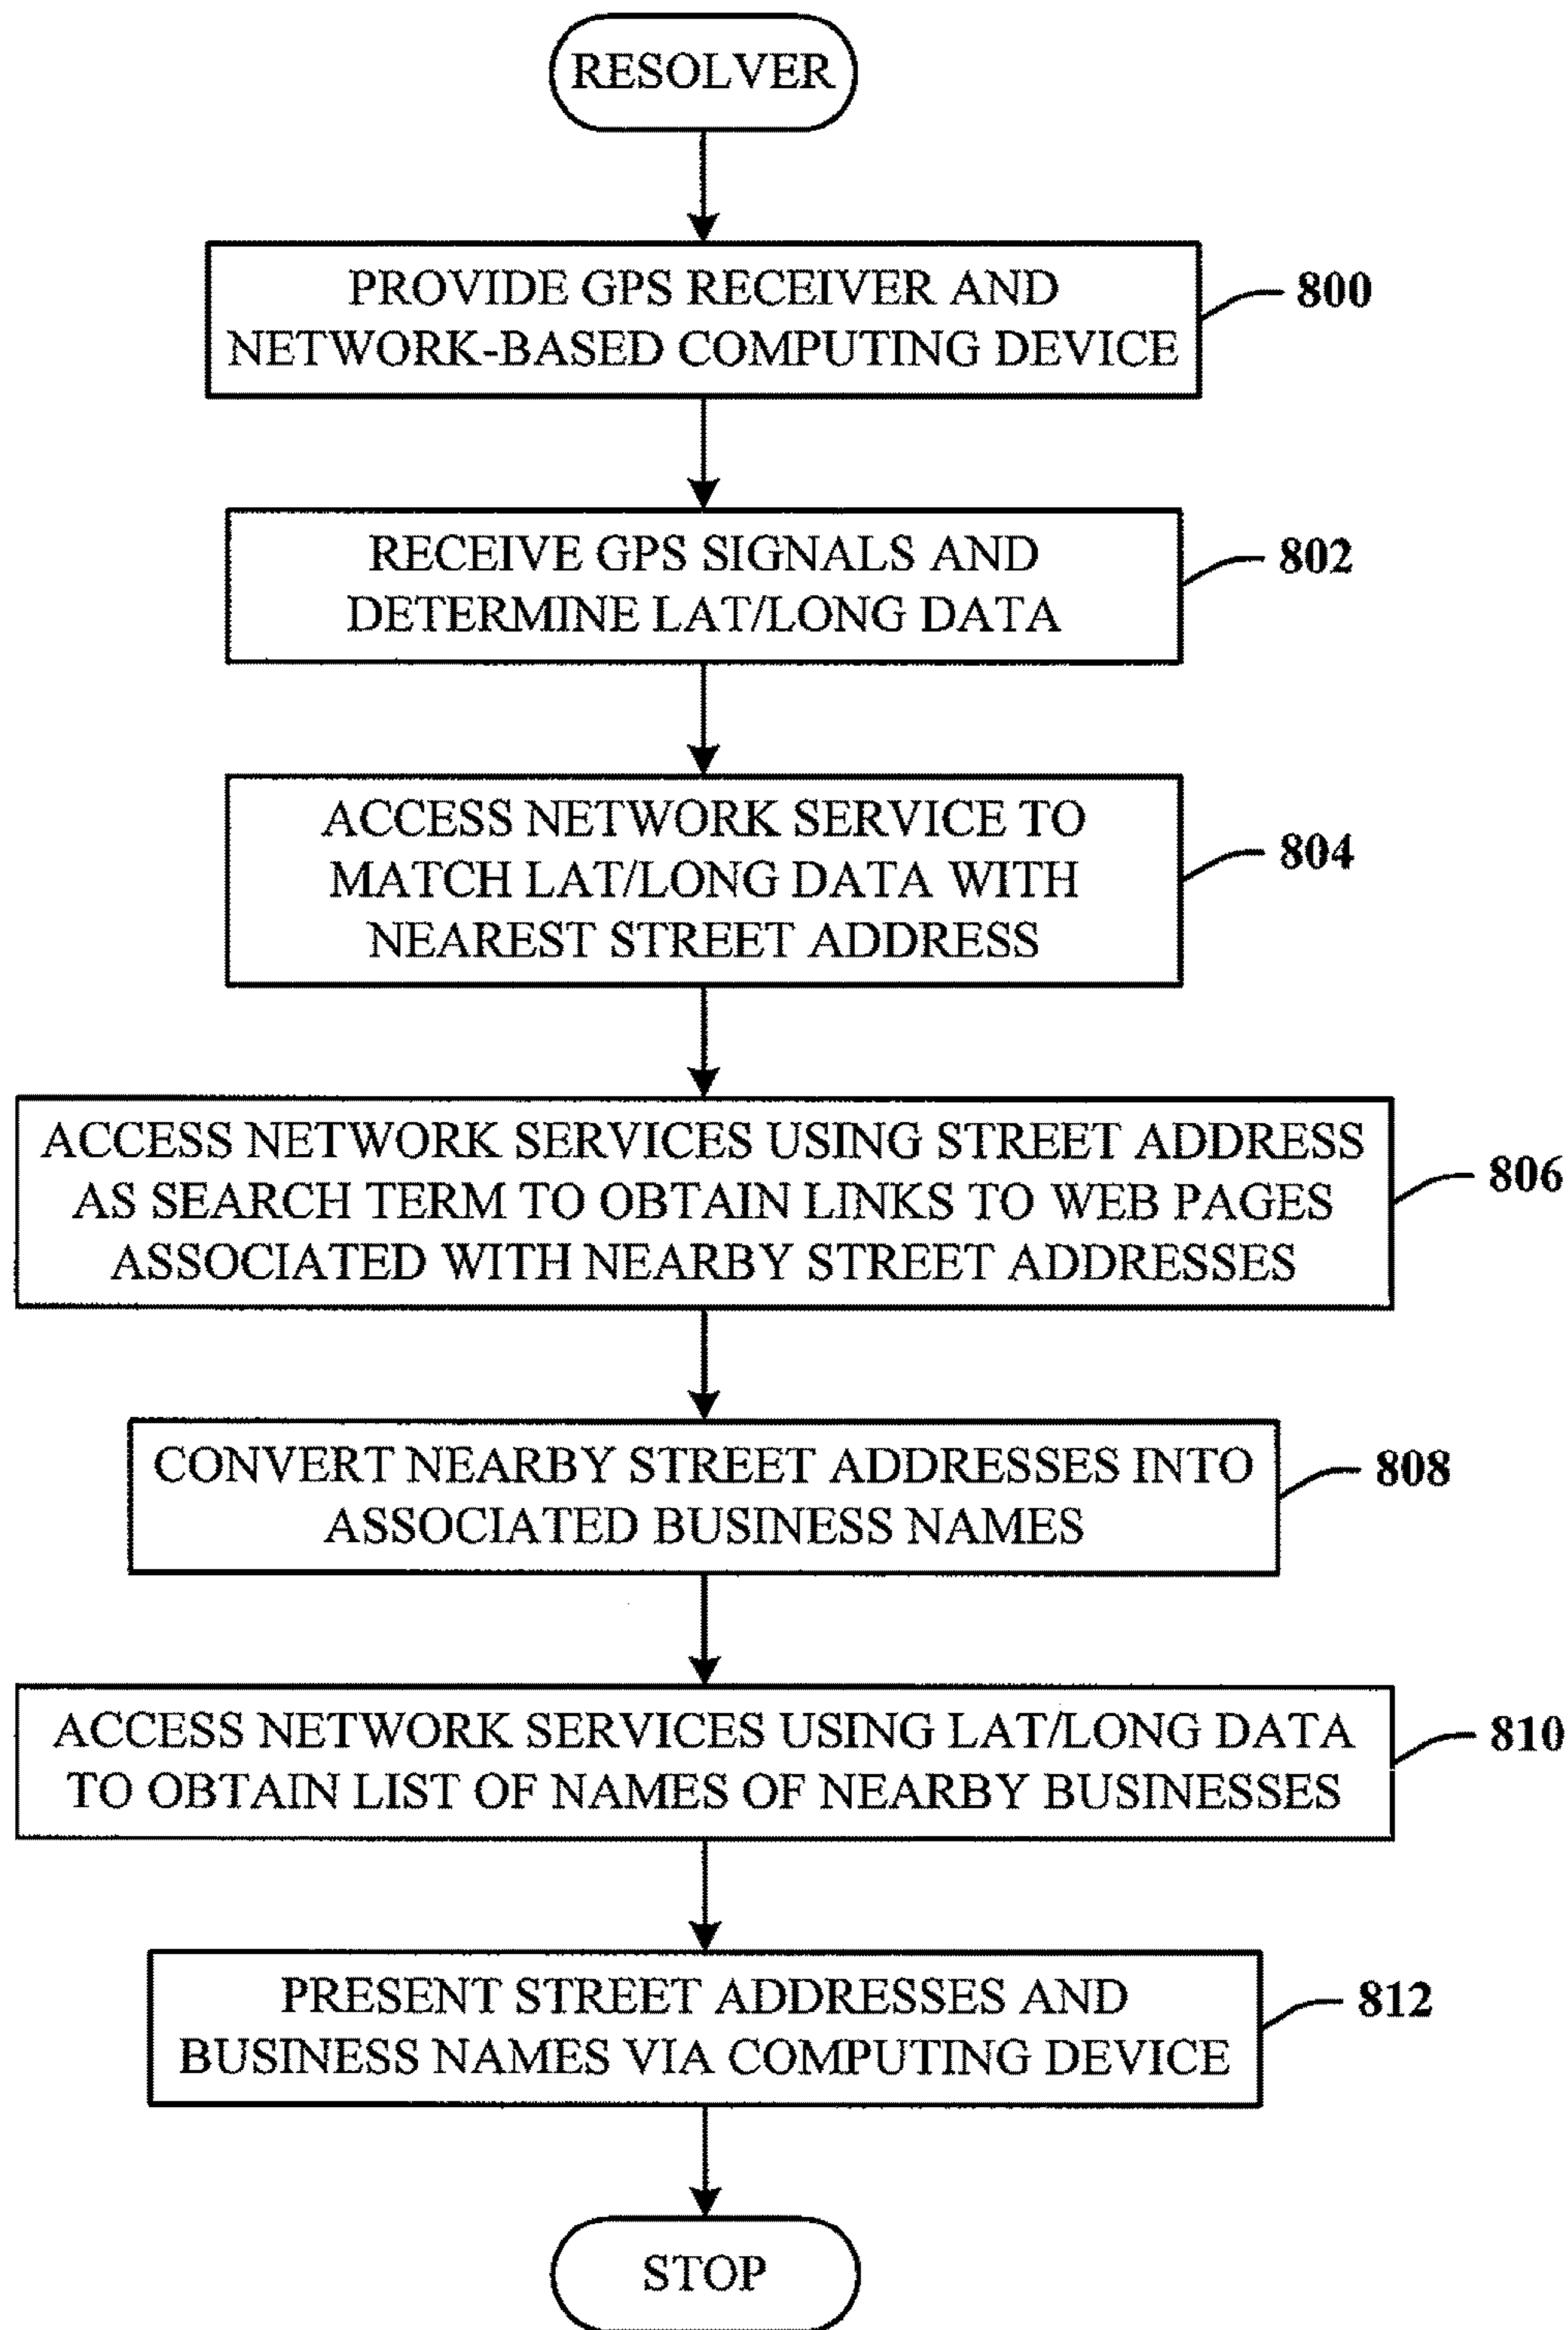 RESOLVER
PROVIDE GPS RECEIVER AND
NETWORK-BASED COMPUTING DEVICE
800
RECEIVE GPS SIGNALS AND
DETERMINE LAT/LONG DATA
802
ACCESS NETWORK SERVICE TO
MATCH LAT/LONG DATA WITH
NEAREST STREET ADDRESS
804
ACCESS NETWORK SERVICES USING STREET ADDRESS
AS SEARCH TERM TO OBTAIN LINKS TO WEB PAGES
ASSOCIATED WITH NEARBY STREET ADDRESSES
806
CONVERT NEARBY STREET ADDRESSES INTO
ASSOCIATED BUSINESS NAMES
808
ACCESS NETWORK SERVICES USING LAT/LONG DATA
TO OBTAIN LIST OF NAMES OF NEARBY BUSINESSES
810
PRESENT STREET ADDRESSES AND
BUSINESS NAMES VIA COMPUTING DEVICE
812
STOP